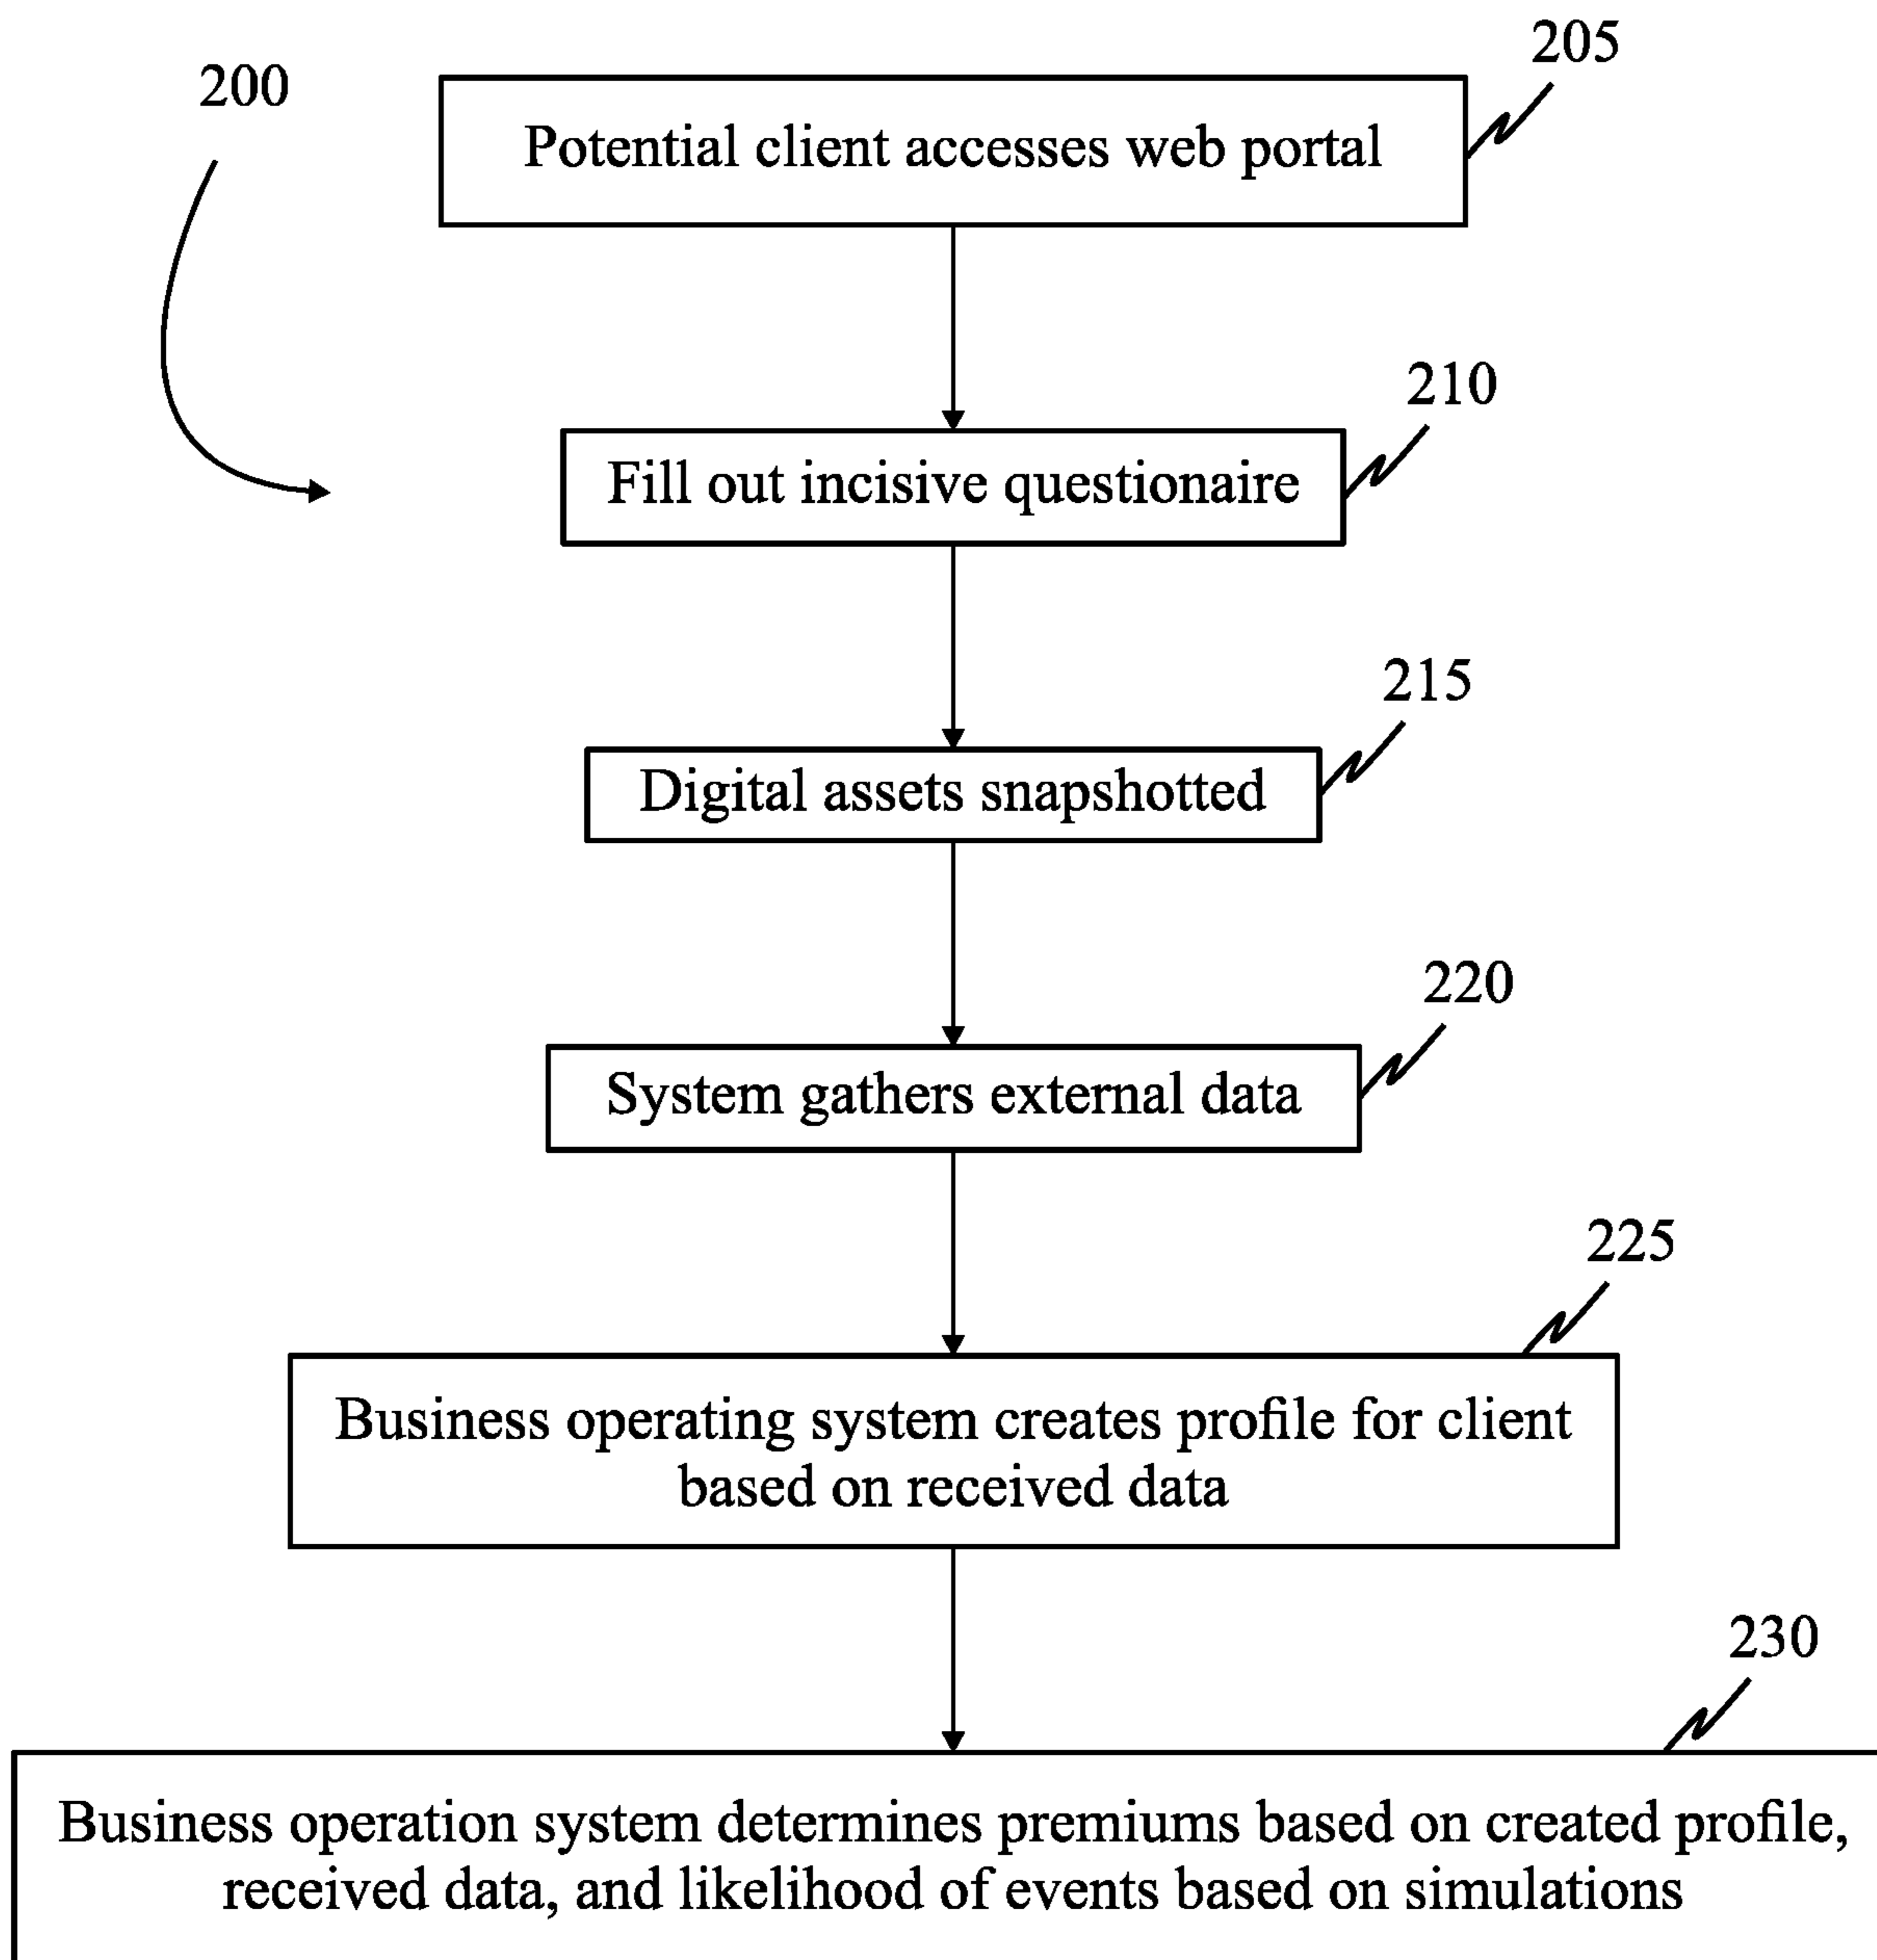 205
200
Potential client accesses web portal
210
Fill out incisive questionaire
215
Digital assets snapshotted
220
System gathers external data
225
Business operating system creates profile for client
based on received data
230
Business operation system determines premiums based on created profile,
received data, and likelihood of events based on simulations